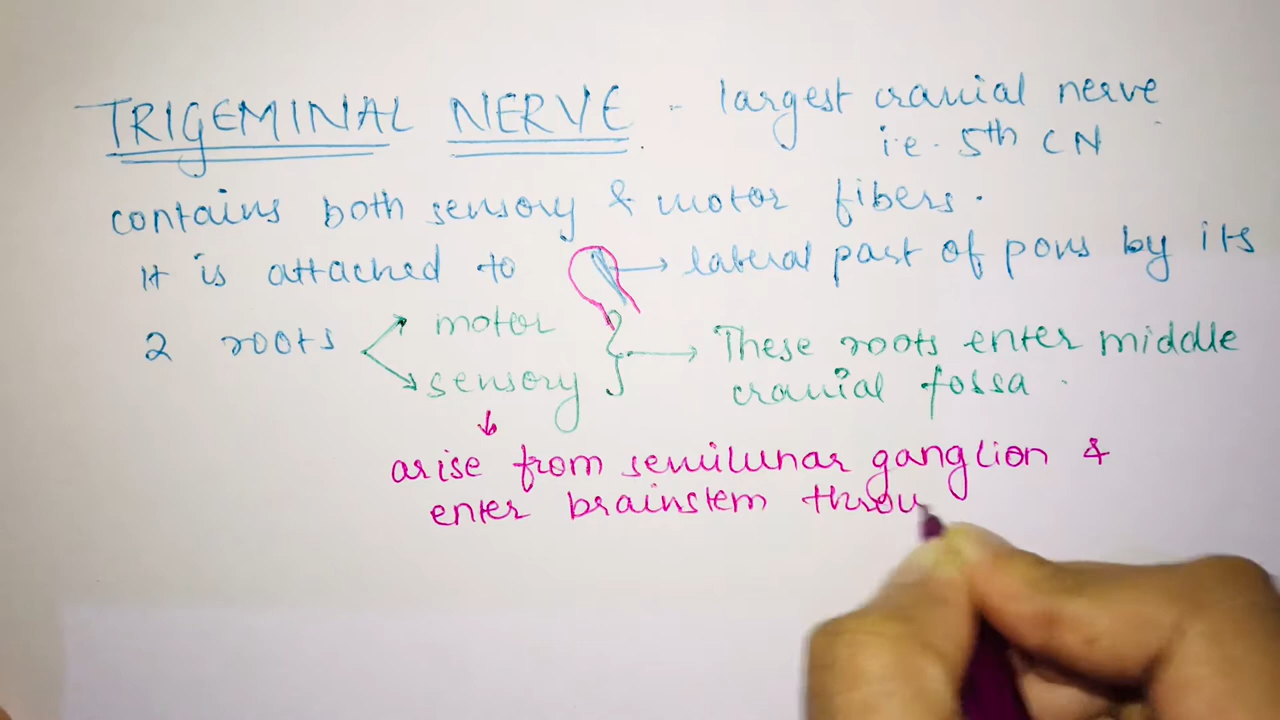 TRIGEMINAL NERVE - largest cranial nerve
i.e. 5th CN
contains both sensory & motor fibers.
It is attached to → lateral part of pons by its
2 roots motor
sensory
→ These roots enter middle
cranial fossa.
arise from semilunar ganglion &
enter brainstem throu